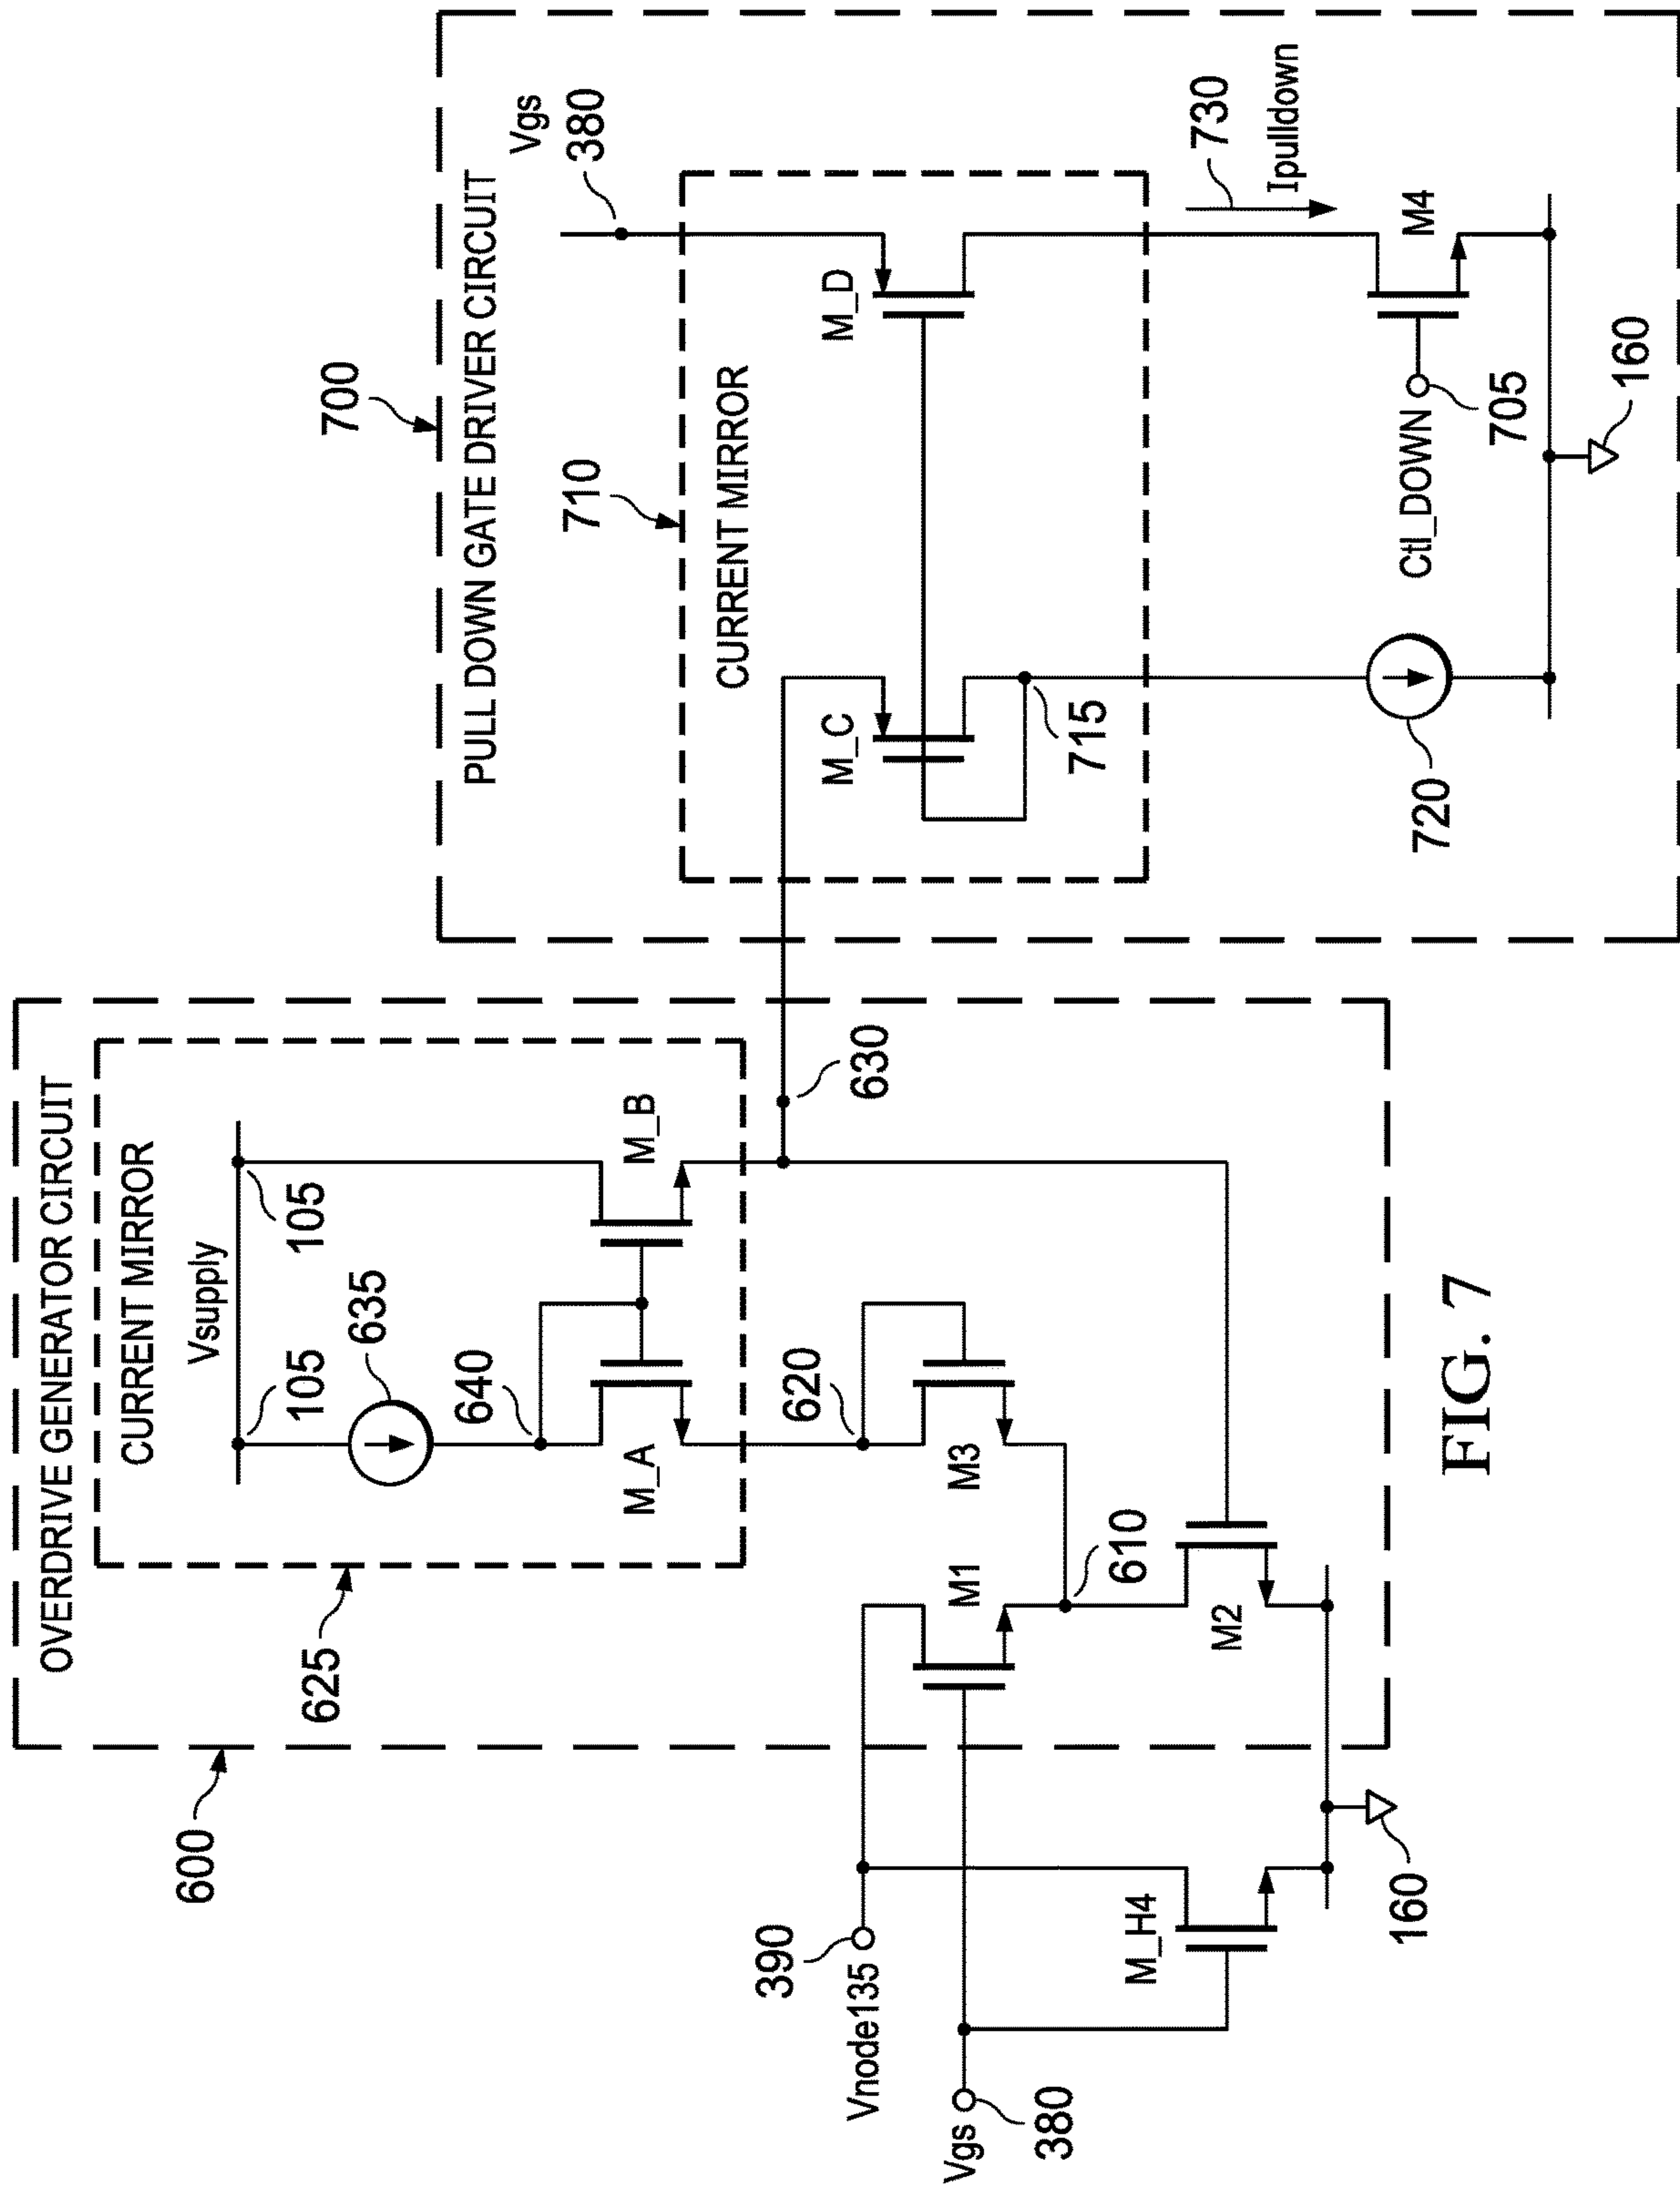 OVERDRIVE GENERATOR CIRCUIT
CURRENT MIRROR
Vsupply
105
105
635
640
M_A
M_B
625
600
620
M3
M1
630
610
M2
390
Vnode135
Vgs
380
M_H4
160
700
PULL DOWN GATE DRIVER CIRCUIT
Vgs
380
710
CURRENT MIRROR
M_C
M_D
715
730
Ipulldown
M4
Ctl_DOWN
705
720
160
FIG. 7